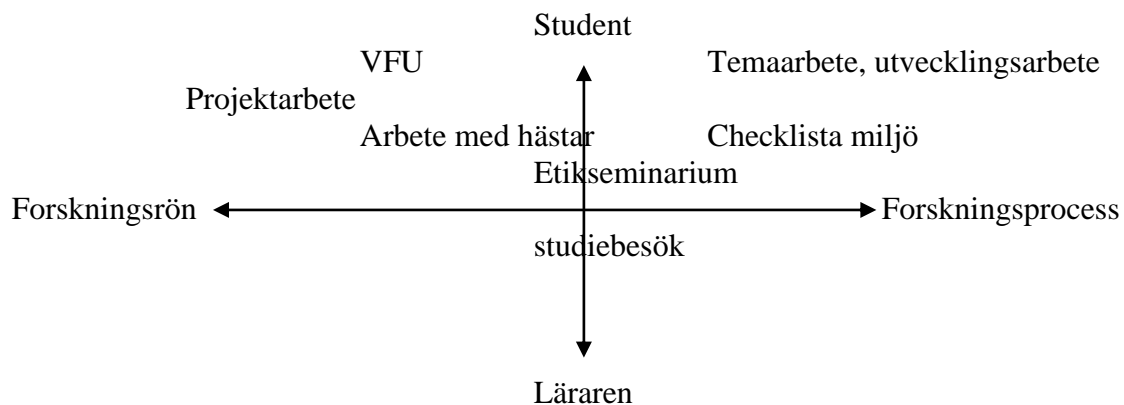 Student
VFU Temaarbete, utvecklingsarbete
Projektarbete
Arbete med hästar Checklista miljö
Etikseminarium
Forskningsrön Forskningsprocess
studiebesök
Läraren